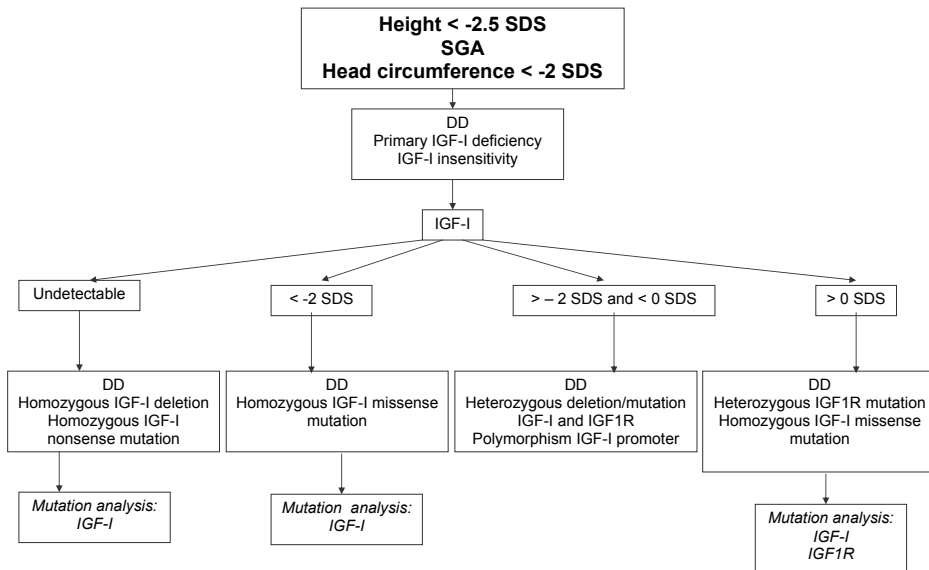 Height < -2.5 SDS
SGA
Head circumference < -2 SDS
DD
Primary IGF-I deficiency
IGF-I insensitivity
IGF-I
Undetectable
< -2 SDS
> – 2 SDS and < 0 SDS
> 0 SDS
DD
Homozygous IGF-I deletion
Homozygous IGF-I
nonsense mutation
DD
Homozygous IGF-I missense
mutation
DD
Heterozygous deletion/mutation
IGF-I and IGF1R
Polymorphism IGF-I promoter
DD
Heterozygous IGF1R mutation
Homozygous IGF-I missense
mutation
Mutation analysis:
IGF-I
Mutation analysis:
IGF-I
Mutation analysis:
IGF-I
IGF1R